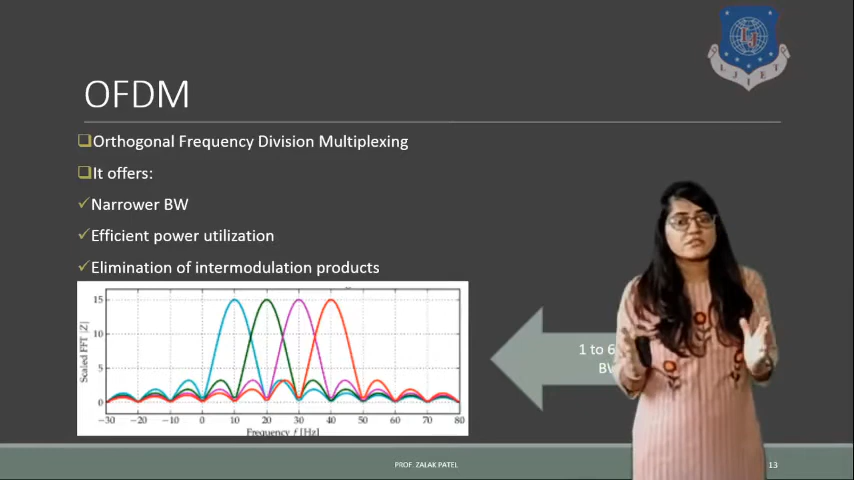 LJIET
OFDM
Orthogonal Frequency Division Multiplexing
It offers:
Narrower BW
Efficient power utilization
Elimination of intermodulation products
15
10
5
0
Scaled FFT |Z|
-30 -20 -10 0 10 20 30 40 50 60 70 80
Frequency f [Hz]
1 to 6
PROF. ZALAK PATEL
13